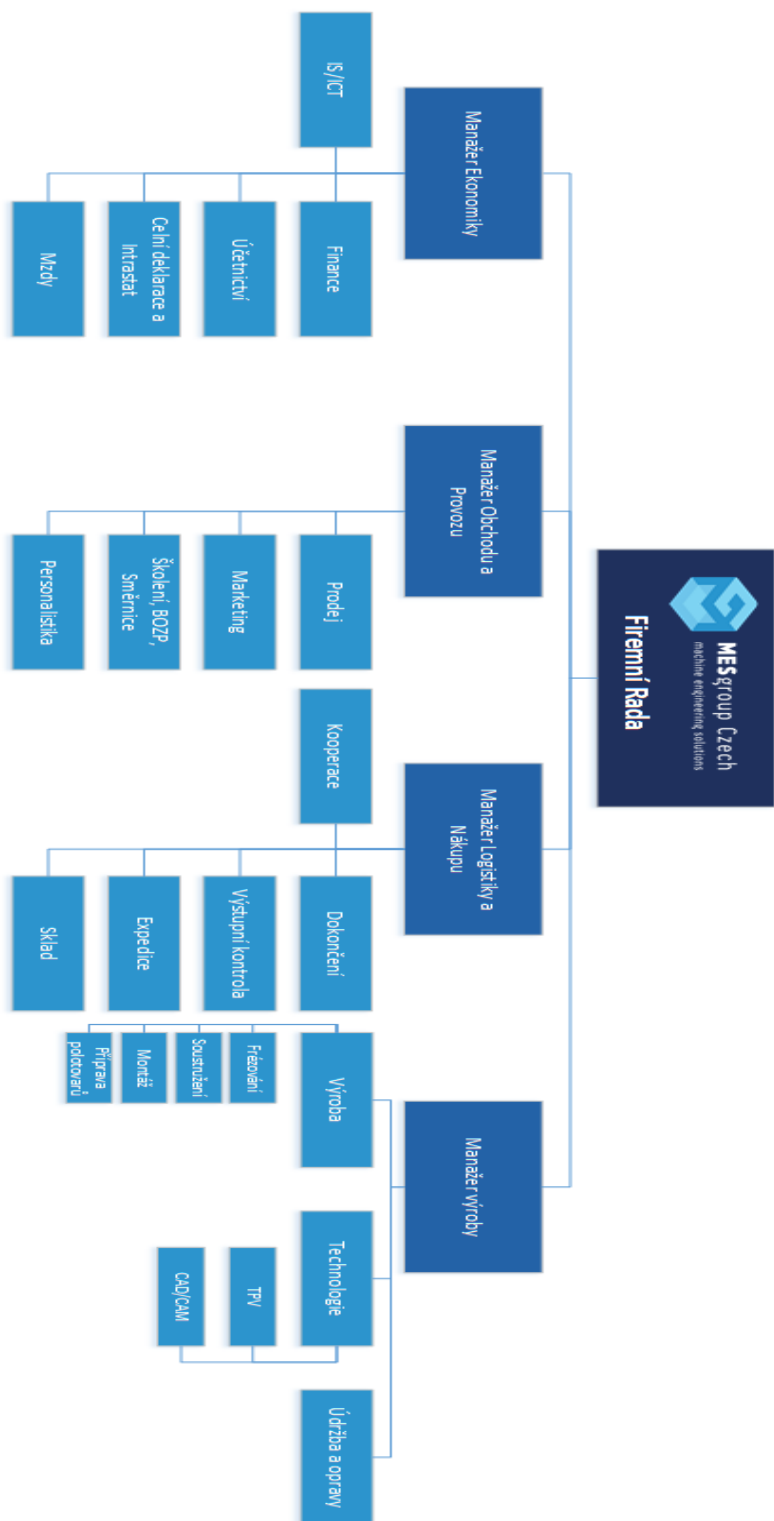 MESgroup Czech
machine engineering solutions
Firemní Rada
Manažer Ekonomiky
IS/ICT
Finance
Účetnictví
Celní deklarace a
Intrastat
Mzdy
Manažer Obchodu a
Provozu
Prodej
Marketing
Školení, BOZP,
Směrnice
Personalistika
Manažer Logistiky a
Nákupu
Kooperace
Dokončení
Výstupní kontrola
Expedice
Sklad
Manažer výroby
Výroba
Frézování
Soustružení
Montáž
Příprava
polotovarů
Technologie
TPV
CAD/CAM
Údržba a opravy